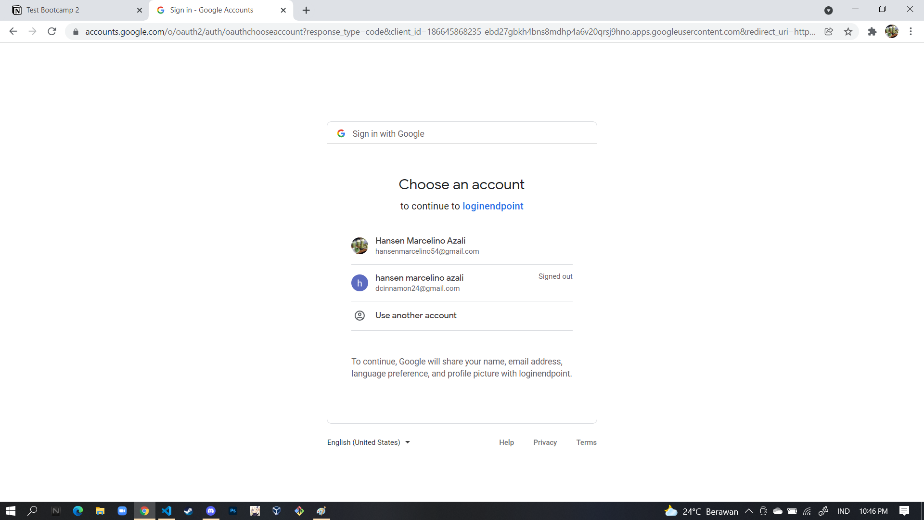 Test Bootcamp 2
Sign in - Google Accounts
accounts.google.com/o/oauth2/auth/oauthchooseaccount?response_type=code&client_id=186645868235-ebd27gbkh4bns8mdhp4a6v20qrsj9hno.apps.googleusercontent.com&redirect_uri=http...
Sign in with Google
Choose an account
to continue to loginendpoint
Hansen Marcelino Azali
hansenmarcelino54@gmail.com
hansen marcelino azali
Signed out
dcinnamon24@gmail.com
Use another account
To continue, Google will share your name, email address,
language preference, and profile picture with loginendpoint.
English (United States)
Help
Privacy
Terms
24°C Berawan
IND
10:46 PM